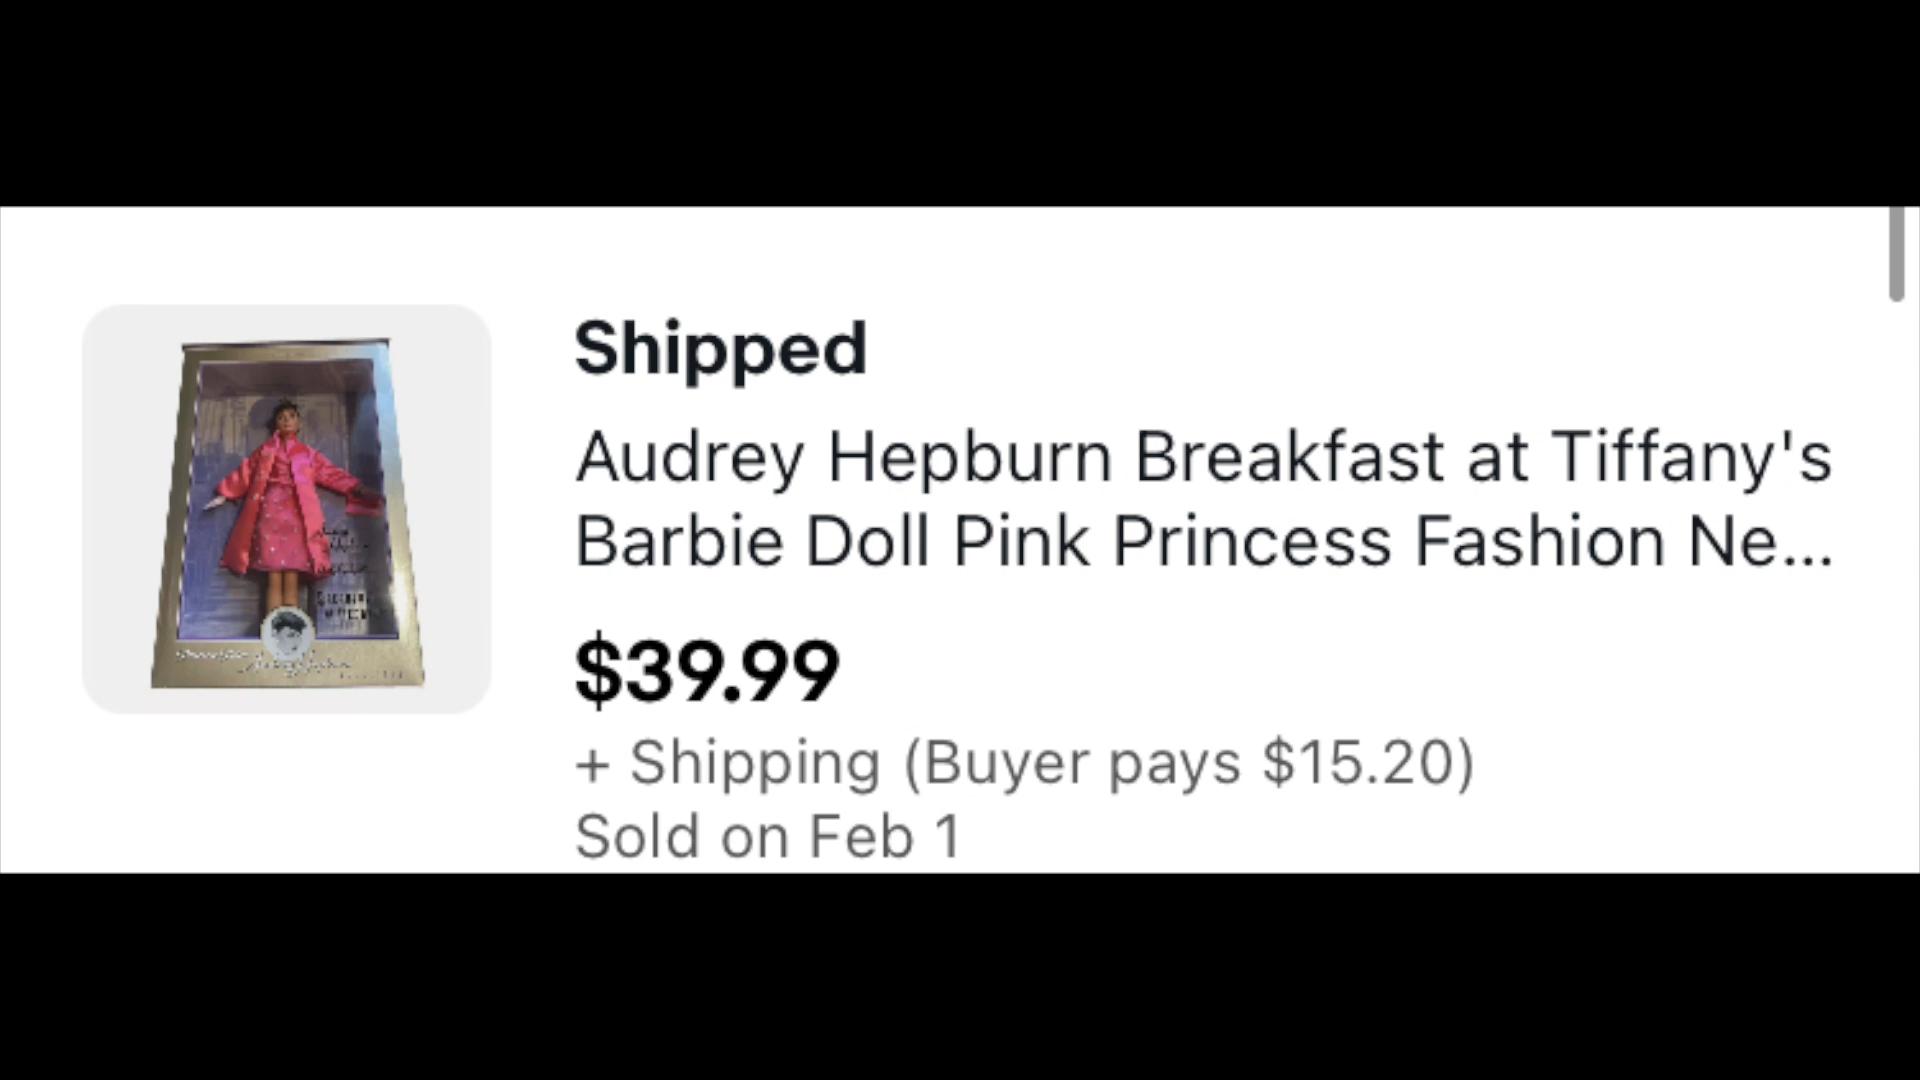 Shipped
Audrey Hepburn Breakfast at Tiffany's
Barbie Doll Pink Princess Fashion Ne...
$39.99
+ Shipping (Buyer pays $15.20)
Sold on Feb 1